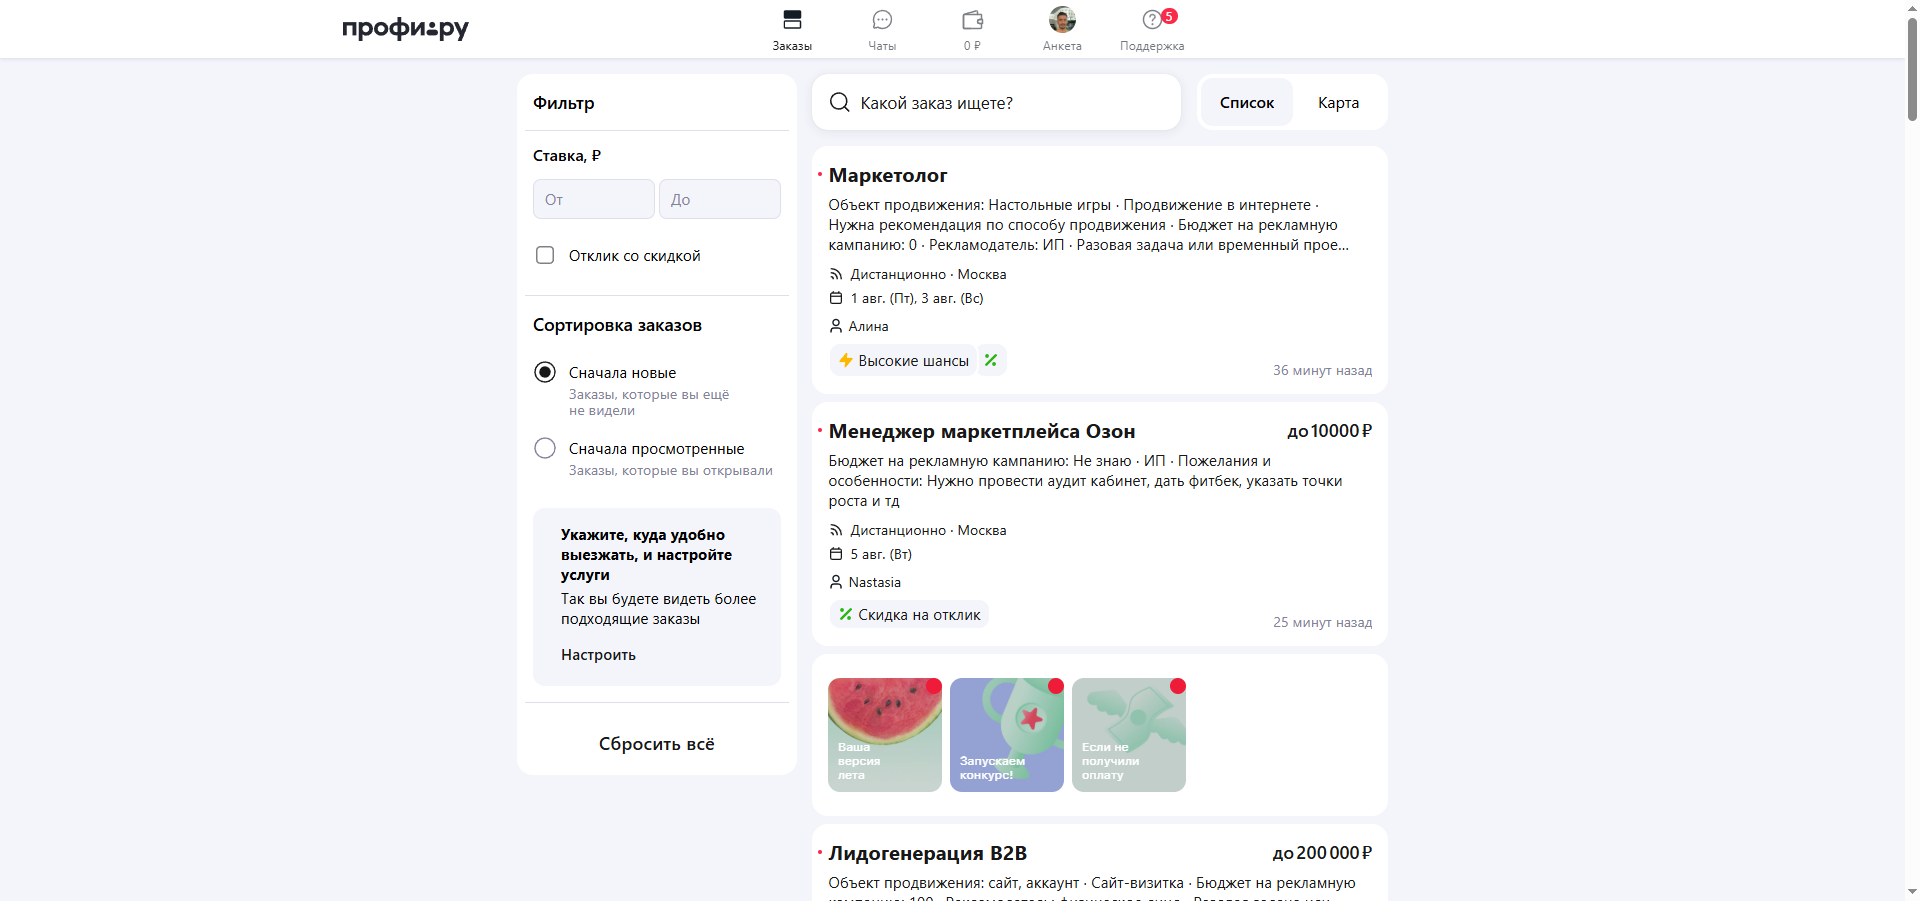 профи.ру
Заказы
Чаты
0 ₽
Анкета
5
Поддержка
Фильтр
Ставка, ₽
От
До
Отклик со скидкой
Сортировка заказов
Сначала новые
Заказы, которые вы ещё
не видели
Сначала просмотренные
Заказы, которые вы открывали
Укажите, куда удобно
выезжать, и настройте
услуги
Так вы будете видеть более
подходящие заказы
Настроить
Сбросить всё
Какой заказ ищете?
Список
Карта
Маркетолог
Объект продвижения: Настольные игры · Продвижение в интернете ·
Нужна рекомендация по способу продвижения · Бюджет на рекламную
кампанию: 0 · Рекламодатель: ИП · Разовая задача или временный прое...
Дистанционно · Москва
1 авг. (Пт), 3 авг. (Вс)
Алина
Высокие шансы
36 минут назад
Менеджер маркетплейса Озон
до 10000 ₽
Бюджет на рекламную кампанию: Не знаю · ИП · Пожелания и
особенности: Нужно провести аудит кабинет, дать фитбек, указать точки
роста и тд
Дистанционно · Москва
5 авг. (Вт)
Nastasia
Скидка на отклик
25 минут назад
Ваша
версия
лета
Запускаем
конкурс!
Если не
получили
оплату
Лидогенерация B2B
до 200 000 ₽
Объект продвижения: сайт, аккаунт · Сайт-визитка · Бюджет на рекламную